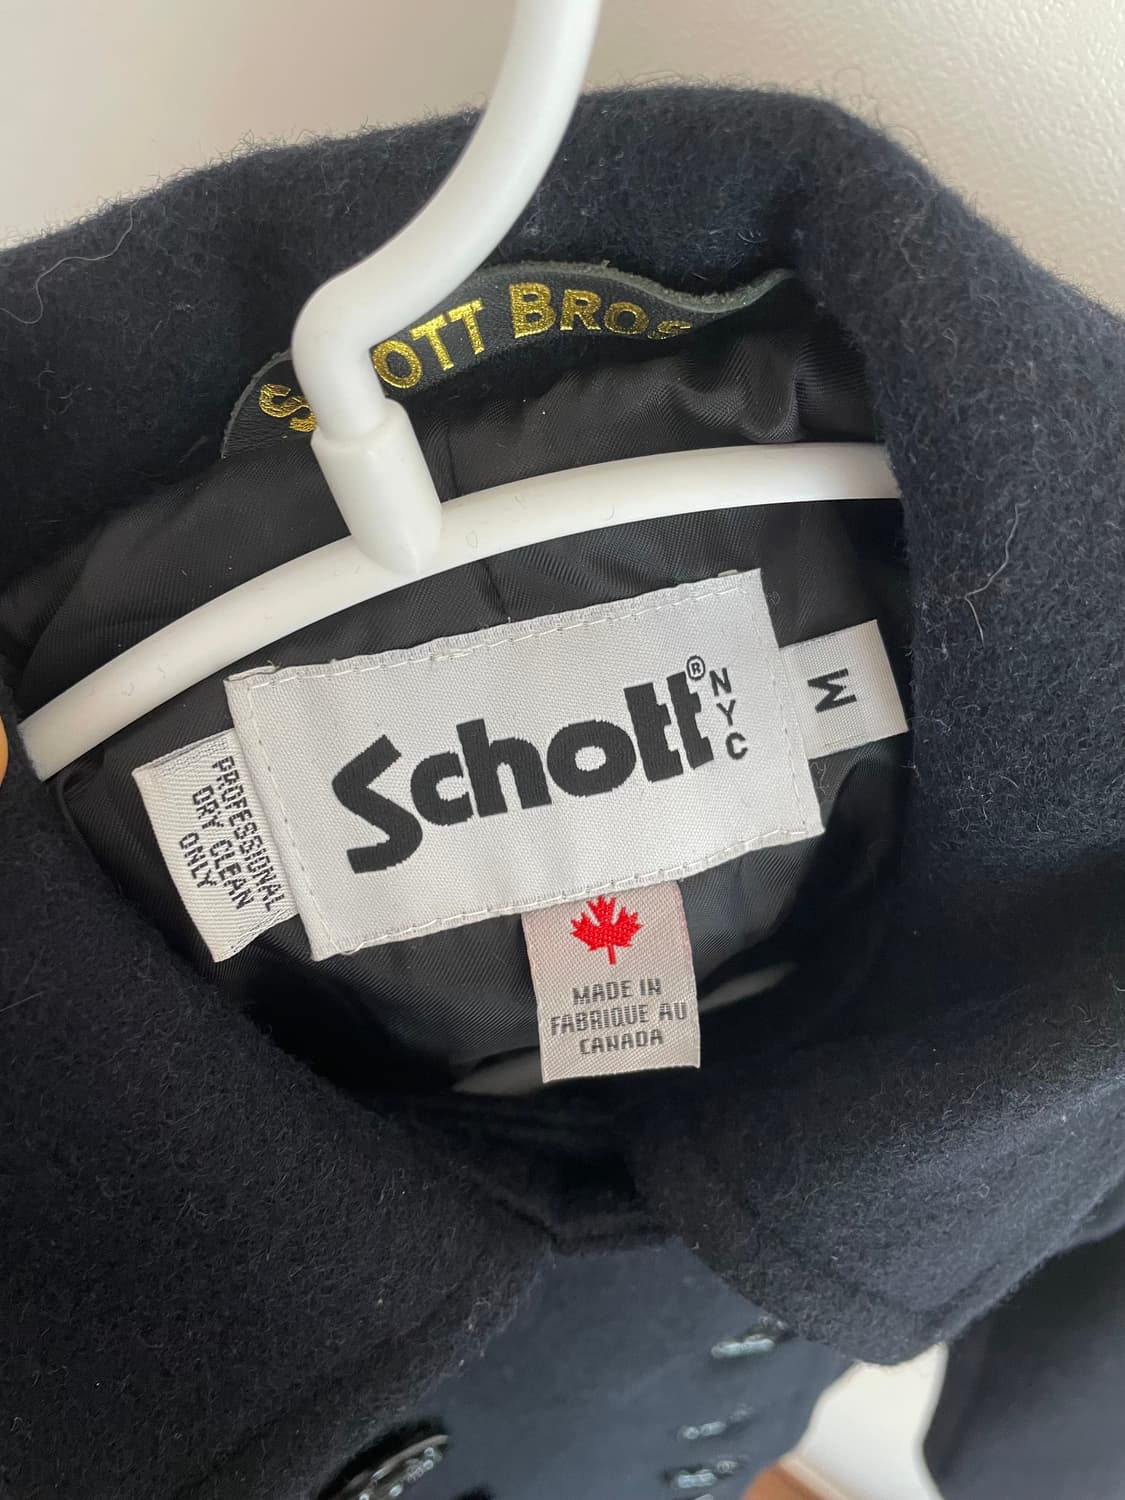 OTT BROS
Schott®
NYC
M
PROFESSIONAL
DRY CLEAN
ONLY
MADE IN
FABRIQUE AU
CANADA